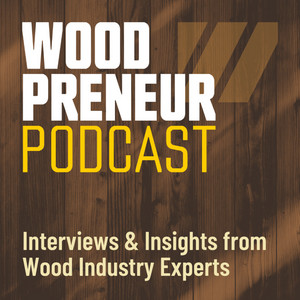 WOOD
PRENEUR
PODCAST
Interviews & Insights from
Wood Industry Experts